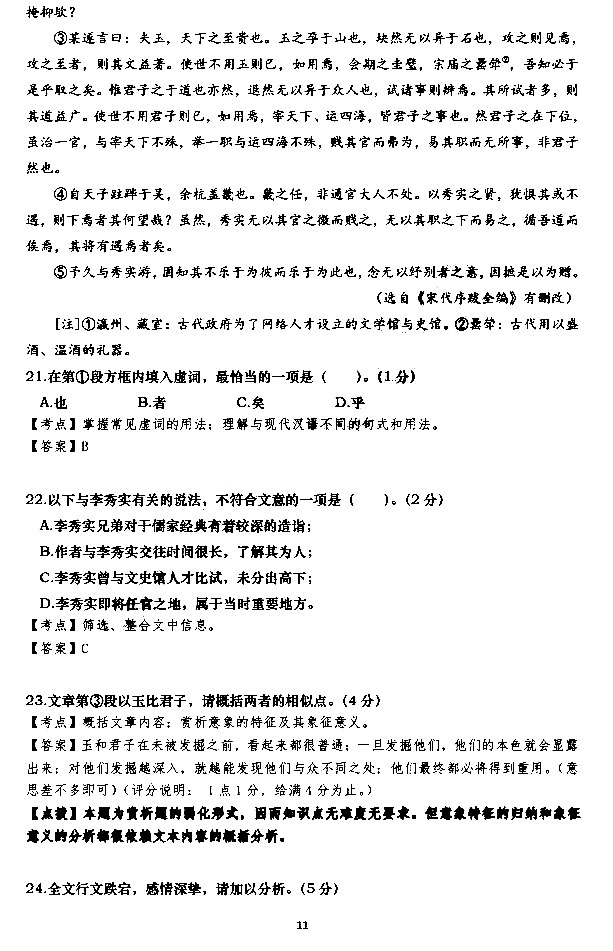 掩抑欤？
③某遂言曰：夫玉，天下之至贵也。玉之孕于山也，块然无以异于石也，攻之则见焉，
攻之至者，则其文益著。使世不用玉则已，如用焉，会期之圭璧，宗庙之斝斚②，吾知必于
是乎取之矣。惟君子之于道也亦然，退然无以异于众人也，试诸事则辨焉。其所试者多，则
其道益广。使世不用君子则已，如用焉，宰天下、运四海，皆君子之事也。然君子之在下位，
虽治一官，与宰天下不殊，举一职与运四海不殊，贱其官而弗为，易其职而无所事，非君子
然也。
④自天子驻跸于吴，余杭盖畿也。畿之任，非通官大人不处。以秀实之贤，犹惧其或不
遇，则下焉者其何望哉？虽然，秀实无以其官之微而贱之，无以其职之下而易之，循吾道而
俟焉，其将有遇焉者矣。
⑤予久与秀实游，固知其不乐于为彼而乐于为此也，念无以纾别者之意，因摭是以为赠。
（选自《宋代序跋全编》有删改）
[注]①瀛州、藏室：古代政府为了网络人才设立的文学馆与史馆。②斝斚：古代用以盛
酒、温酒的礼器。
21.在第①段方框内填入虚词，最恰当的一项是（　　）。（1分）
A.也　　B.者　　C.矣　　D.乎
【考点】掌握常见虚词的用法；理解与现代汉语不同的句式和用法。
【答案】B
22.以下与李秀实有关的说法，不符合文意的一项是（　　）。（2分）
A.李秀实兄弟对于儒家经典有着较深的造诣；
B.作者与李秀实交往时间很长，了解其为人；
C.李秀实曾与文史馆人才比试，未分出高下；
D.李秀实即将任官之地，属于当时重要地方。
【考点】筛选、整合文中信息。
【答案】C
23.文章第③段以玉比君子，请概括两者的相似点。（4分）
【考点】概括文章内容；赏析意象的特征及其象征意义。
【答案】玉和君子在未被发掘之前，看起来都很普通；一旦发掘他们，他们的本色就会显露
出来；对他们发掘越深入，就越能发现他们与众不同之处；他们最终都必将得到重用。（意
思差不多即可）（评分说明：1点1分，给满4分为止。）
【点拨】本题为赏析题的弱化形式，因而知识点无难度无要求。但意象特征的归纳和象征
意义的分析都很依赖文本内容的概括分析。
24.全文行文跌宕，感情深挚，请加以分析。（5分）
11